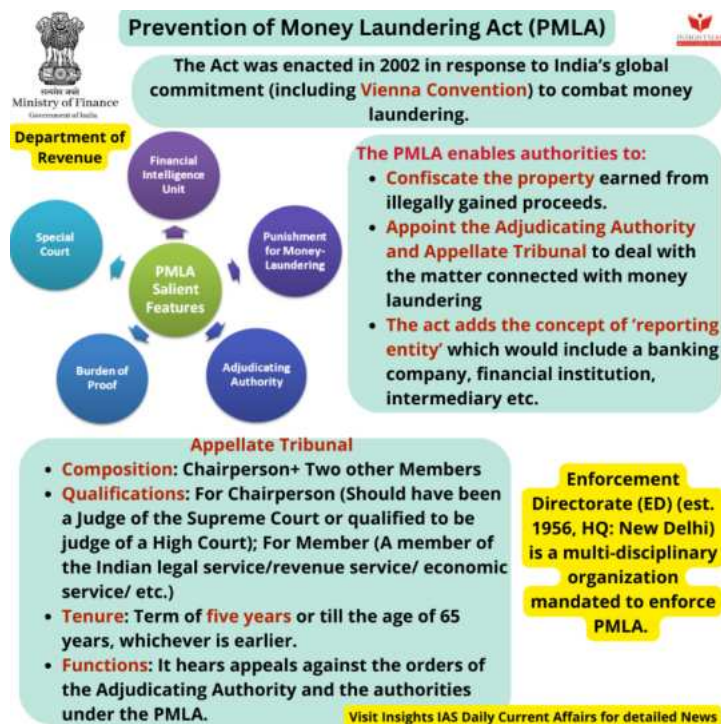 Prevention of Money Laundering Act (PMLA)
सत्यमेव जयते
Ministry of Finance
Government of India
The Act was enacted in 2002 in response to India's global
commitment (including Vienna Convention) to combat money
laundering.
Department of
Revenue
Financial
Intelligence
Unit
Special
Court
Punishment
for Money-
Laundering
PMLA
Salient
Features
Burden of
Proof
Adjudicating
Authority
The PMLA enables authorities to:
• Confiscate the property earned from
illegally gained proceeds.
• Appoint the Adjudicating Authority
and Appellate Tribunal to deal with
the matter connected with money
laundering
• The act adds the concept of 'reporting
entity' which would include a banking
company, financial institution,
intermediary etc.
Appellate Tribunal
• Composition: Chairperson+ Two other Members
• Qualifications: For Chairperson (Should have been
a Judge of the Supreme Court or qualified to be
judge of a High Court); For Member (A member of
the Indian legal service/revenue service/ economic
service/ etc.)
• Tenure: Term of five years or till the age of 65
years, whichever is earlier.
• Functions: It hears appeals against the orders of
the Adjudicating Authority and the authorities
under the PMLA.
Enforcement
Directorate (ED) (est.
1956, HQ: New Delhi)
is a multi-disciplinary
organization
mandated to enforce
PMLA.
Visit Insights IAS Daily Current Affairs for detailed News